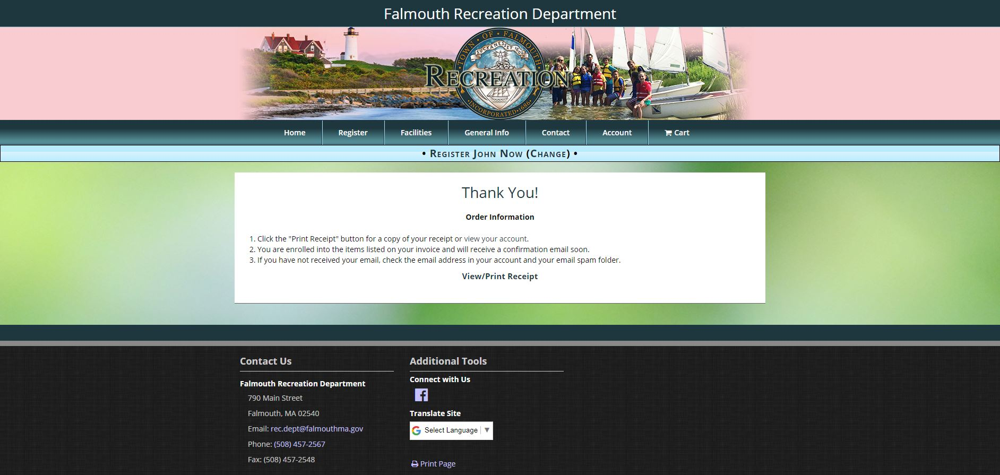 Falmouth Recreation Department
TOWN • OF • FALMOUTH
SUCKANESSET 1602
RECREATION
• INCORPORATED • 1686 •
Home
Register
Facilities
General Info
Contact
Account
Cart
• Register John Now (Change) •
Thank You!
Order Information
1. Click the "Print Receipt" button for a copy of your receipt or view your account.
2. You are enrolled into the items listed on your invoice and will receive a confirmation email soon.
3. If you have not received your email, check the email address in your account and your email spam folder.
View/Print Receipt
Contact Us
Falmouth Recreation Department
790 Main Street
Falmouth, MA 02540
Email: rec.dept@falmouthma.gov
Phone: (508) 457-2567
Fax: (508) 457-2548
Additional Tools
Connect with Us
Translate Site
Select Language ▼
Print Page